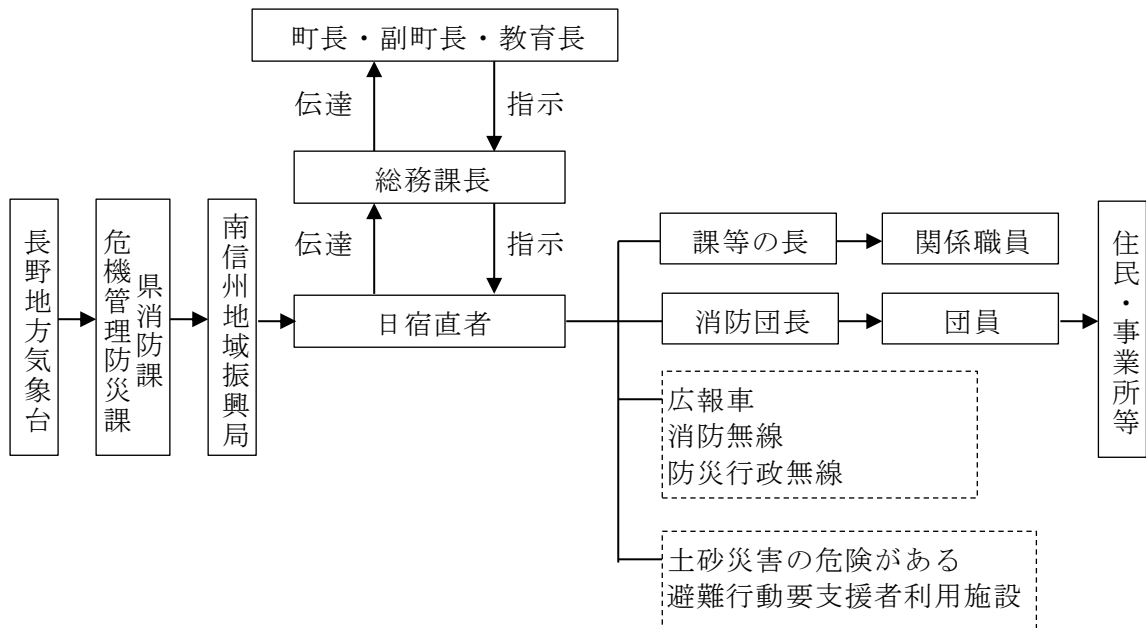 町長・副町長・教育長
伝達
指示
総務課長
伝達
指示
長野地方気象台
県消防課
危機管理防災課
南信州地域振興局
日宿直者
課等の長
関係職員
消防団長
団員
住民・事業所等
広報車
消防無線
防災行政無線
土砂災害の危険がある
避難行動要支援者利用施設